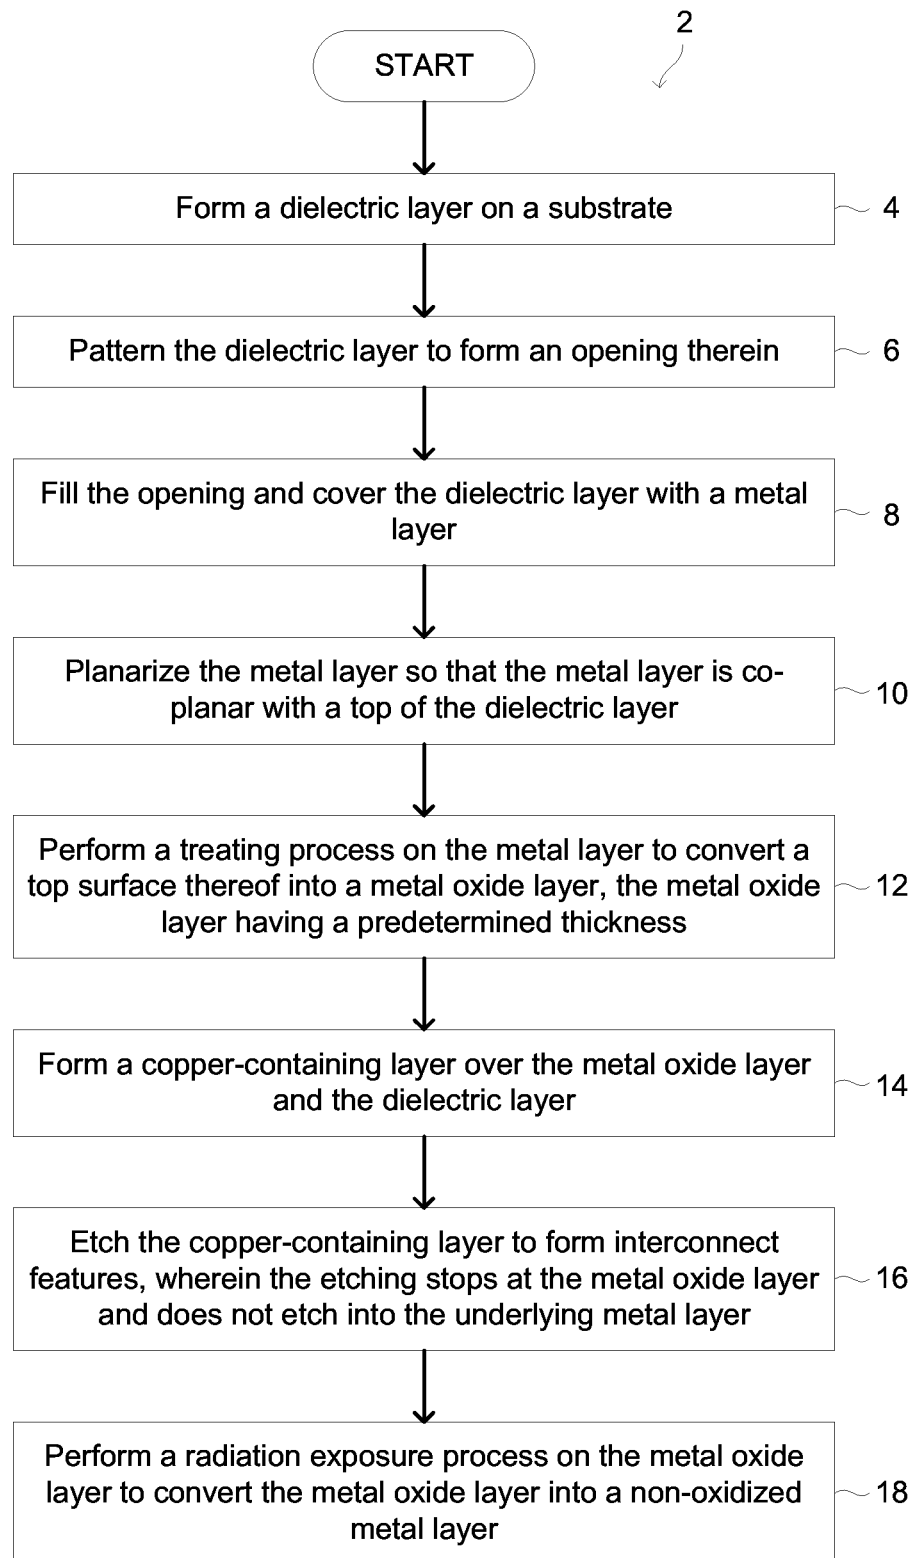 2
START
Form a dielectric layer on a substrate
4
Pattern the dielectric layer to form an opening therein
6
Fill the opening and cover the dielectric layer with a metal
layer
8
Planarize the metal layer so that the metal layer is co-
planar with a top of the dielectric layer
10
Perform a treating process on the metal layer to convert a
top surface thereof into a metal oxide layer, the metal oxide
layer having a predetermined thickness
12
Form a copper-containing layer over the metal oxide layer
and the dielectric layer
14
Etch the copper-containing layer to form interconnect
features, wherein the etching stops at the metal oxide layer
and does not etch into the underlying metal layer
16
Perform a radiation exposure process on the metal oxide
layer to convert the metal oxide layer into a non-oxidized
metal layer
18